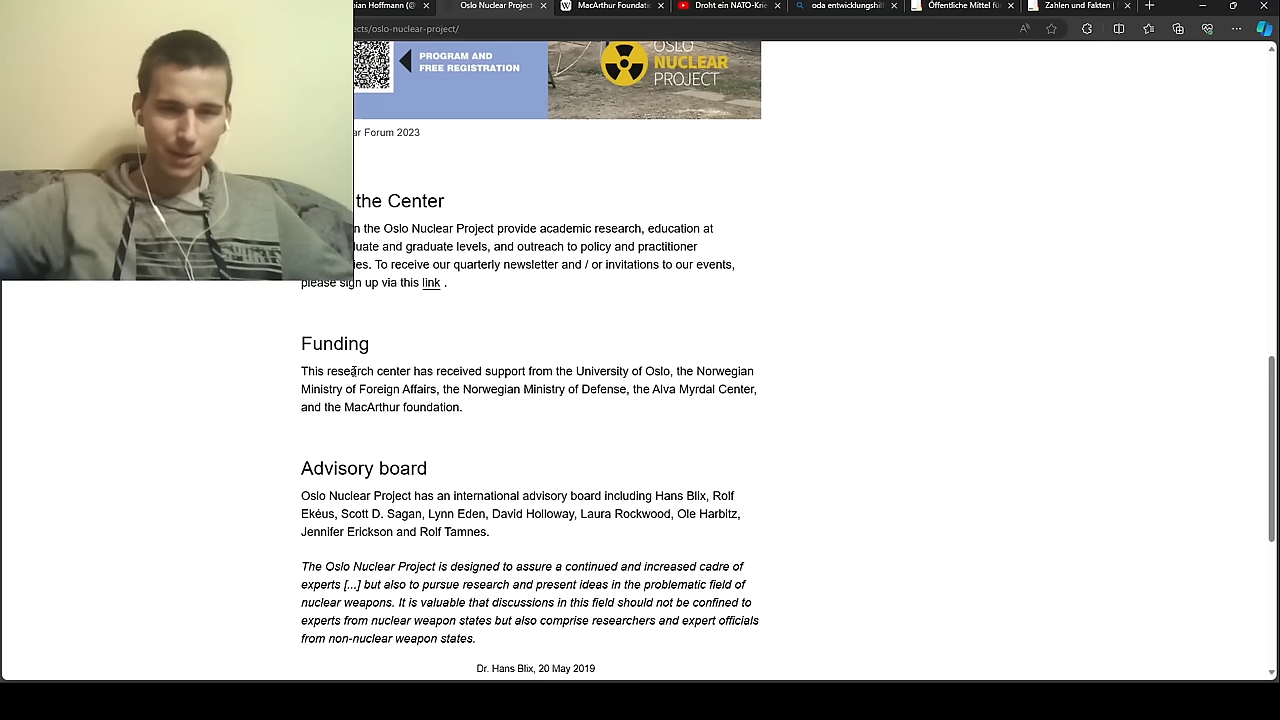 bian Hoffmann (@
Oslo Nuclear Project
MacArthur Foundati
Droht ein NATO-Krie
oda entwicklungshilf
Öffentliche Mittel fü
Zahlen und Fakten |
ects/oslo-nuclear-project/
PROGRAM AND
FREE REGISTRATION
OSLO
NUCLEAR
PROJECT
ar Forum 2023
the Center
n the Oslo Nuclear Project provide academic research, education at
luate and graduate levels, and outreach to policy and practitioner
ies. To receive our quarterly newsletter and / or invitations to our events,
please sign up via this link .
Funding
This research center has received support from the University of Oslo, the Norwegian
Ministry of Foreign Affairs, the Norwegian Ministry of Defense, the Alva Myrdal Center,
and the MacArthur foundation.
Advisory board
Oslo Nuclear Project has an international advisory board including Hans Blix, Rolf
Ekéus, Scott D. Sagan, Lynn Eden, David Holloway, Laura Rockwood, Ole Harbitz,
Jennifer Erickson and Rolf Tamnes.
The Oslo Nuclear Project is designed to assure a continued and increased cadre of
experts [...] but also to pursue research and present ideas in the problematic field of
nuclear weapons. It is valuable that discussions in this field should not be confined to
experts from nuclear weapon states but also comprise researchers and expert officials
from non-nuclear weapon states.
Dr. Hans Blix, 20 May 2019